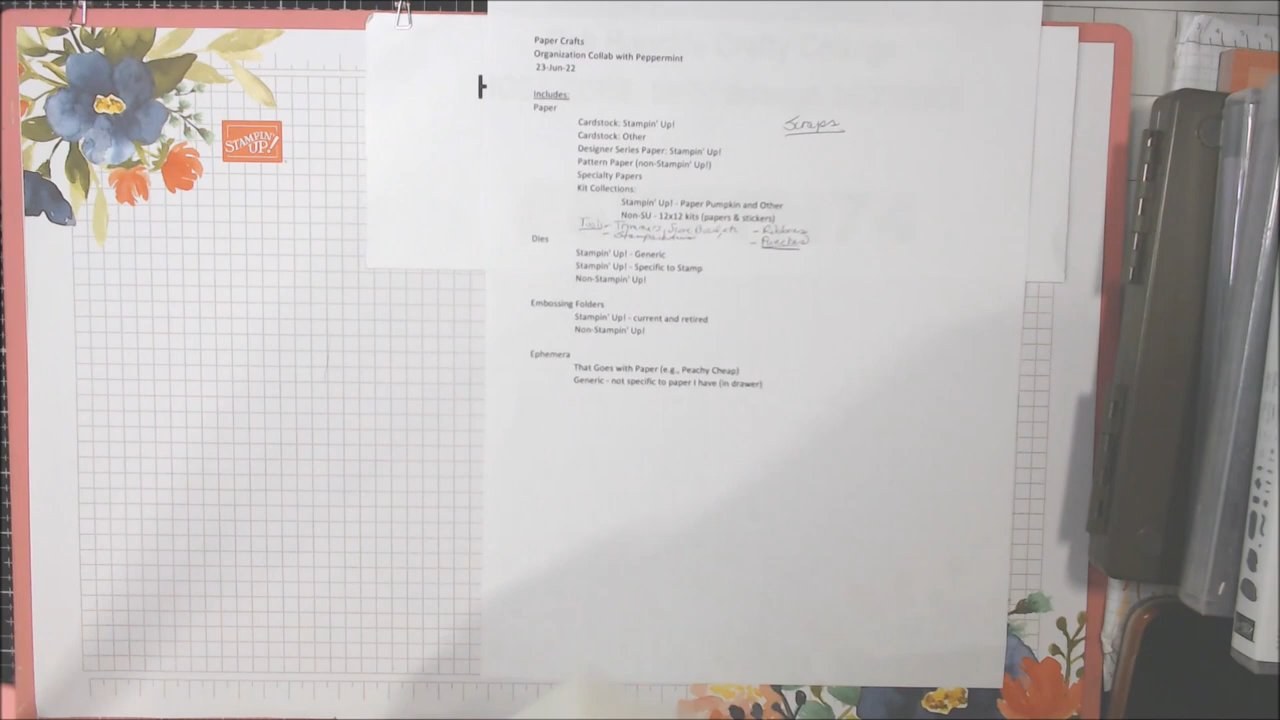 STAMPIN' UP!
Paper Crafts
Organization Collab with Peppermint
23-Jun-22
Includes:
Paper
Cardstock: Stampin' Up!
Scraps
Cardstock: Other
Designer Series Paper: Stampin' Up!
Pattern Paper (non-Stampin' Up!)
Specialty Papers
Kit Collections:
Stampin' Up! - Paper Pumpkin and Other
Non-SU - 12x12 kits (papers & stickers)
Tools - Trimmers, - Ribbons
- Punches
Dies
Stampin' Up! - Generic
Stampin' Up! - Specific to Stamp
Non-Stampin' Up!
Embossing Folders
Stampin' Up! - current and retired
Non-Stampin' Up!
Ephemera
That Goes with Paper (e.g., Peachy Cheap)
Generic - not specific to paper I have (in drawer)